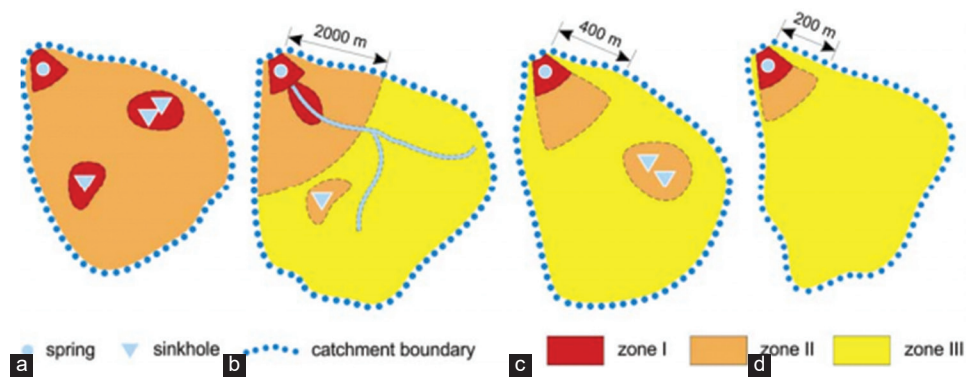 2000 m
400 m
200 m
a spring sinkhole b catchment boundary c zone I zone II d zone III